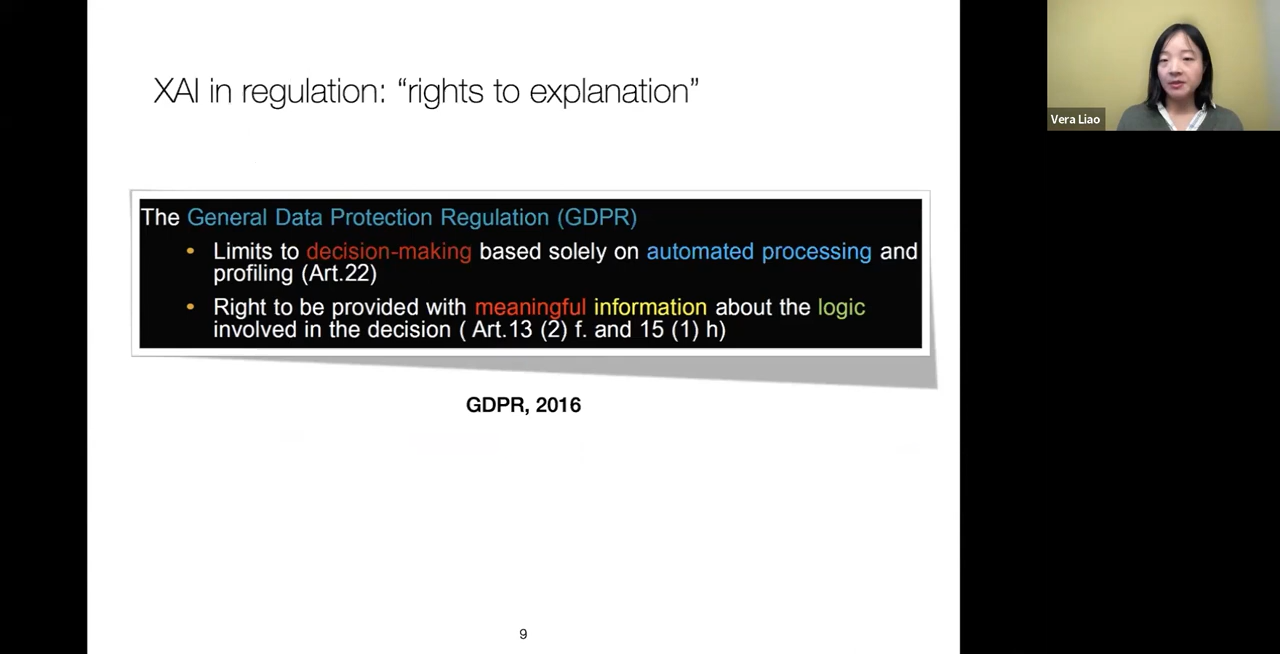 XAI in regulation: “rights to explanation”
The General Data Protection Regulation (GDPR)
• Limits to decision-making based solely on automated processing and
profiling (Art.22)
• Right to be provided with meaningful information about the logic
involved in the decision ( Art.13 (2) f. and 15 (1) h)
GDPR, 2016
9
Vera Liao